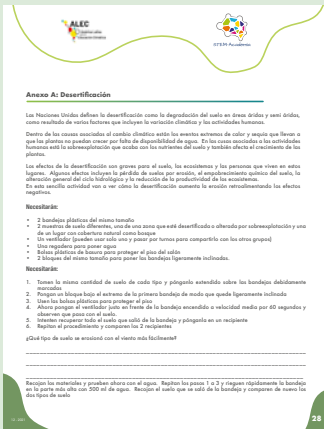 ALEC
STEM Academia
Anexo A: Desertificación
Las Naciones Unidas definen la desertificación como la degradación del suelo en áreas áridas y semi áridas,
como resultado de varios factores que incluyen la variación climática y las actividades humanas.
Dentro de las causas asociadas al cambio climático están los eventos extremos de calor y sequía que llevan a
que las plantas no puedan crecer por falta de disponibilidad de agua. En las causas asociadas a las actividades
humanas está la sobreexplotación que acaba con los nutrientes del suelo y también afecta el crecimiento de las
plantas.
Los efectos de la desertificación son graves para el suelo, los ecosistemas y las personas que viven en estos
lugares. Algunos efectos incluyen la pérdida de suelos por erosión, el empobrecimiento químico del suelo, la
alteración general del ciclo hidrológico y la reducción de la productividad de los ecosistemas.
En esta sencilla actividad van a ver cómo la desertificación aumenta la erosión retroalimentando los efectos
negativos.
Necesitarán:
• 2 bandejas plásticas del mismo tamaño
• 2 muestras de suelo diferentes, una de una zona que esté desertificada o alterada por sobreexplotación y una
de un lugar con cobertura natural como bosque
• Un ventilador (pueden usar solo uno y pasar por turnos para compartirlo con los otros grupos)
• Una regadera para poner agua
• Bolsas plásticas de basura para proteger el piso del salón
• 2 bloques del mismo tamaño para poner las bandejas ligeramente inclinadas.
Necesitarán:
1. Tomen la misma cantidad de suelo de cada tipo y pónganla extendida sobre las bandejas debidamente
marcadas
2. Pongan un bloque bajo el extremo de la primera bandeja de modo que quede ligeramente inclinada
3. Usen las bolsas plásticas para proteger el piso
4. Ahora pongan el ventilador justo en frente de la bandeja encendido a velocidad media por 60 segundos y
observen que pasa con el suelo.
5. Intenten recuperar todo el suelo que salió de la bandeja y pónganla en un recipiente
6. Repitan el procedimiento y comparen los 2 recipientes
¿Qué tipo de suelo se erosionó con el viento más fácilmente?
Recojan los materiales y prueben ahora con el agua. Repitan los pasos 1 a 3 y rieguen rápidamente la bandeja
en la parte más alta con 500 ml de agua. Recojan el suelo que se salió de la bandeja y comparen de nuevo los
dos tipos de suelo
28